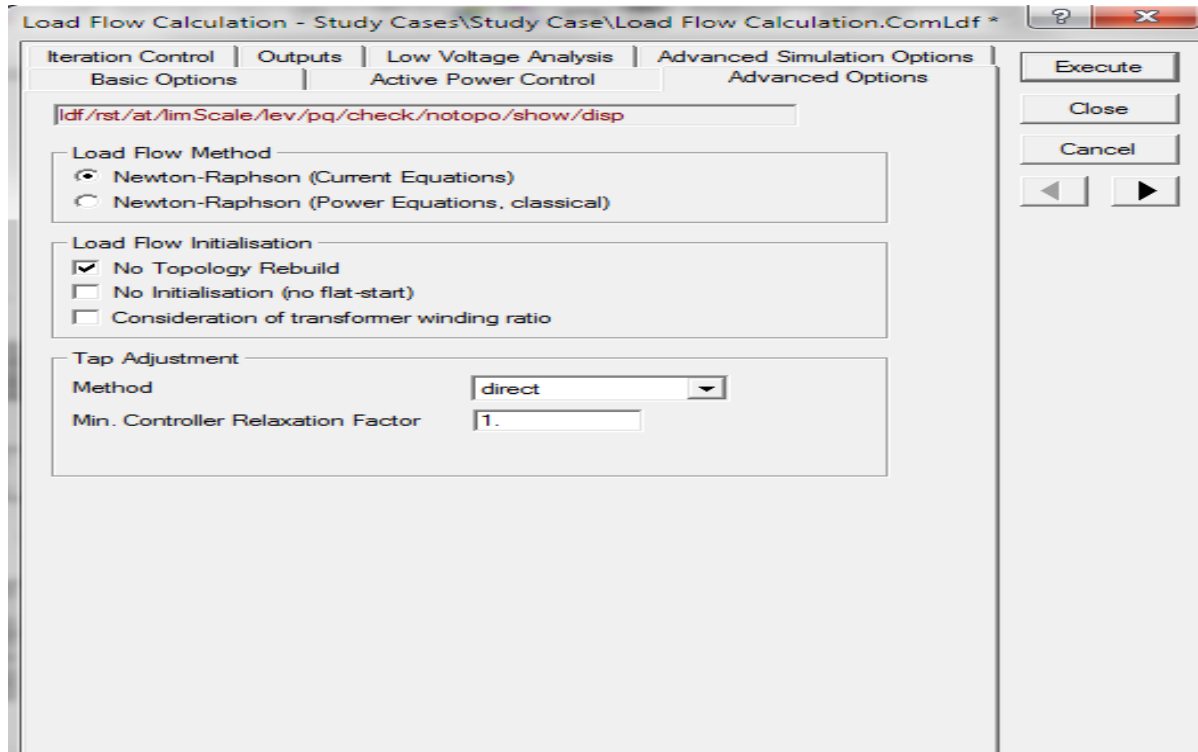 Load Flow Calculation - Study Cases\Study Case\Load Flow Calculation.ComLdf *
Iteration Control Outputs Low Voltage Analysis Advanced Simulation Options
Basic Options Active Power Control Advanced Options
ldf/rst/at/limScale/lev/pq/check/notopo/show/disp
Load Flow Method
Newton-Raphson (Current Equations)
Newton-Raphson (Power Equations, classical)
Load Flow Initialisation
No Topology Rebuild
No Initialisation (no flat-start)
Consideration of transformer winding ratio
Tap Adjustment
Method direct
Min. Controller Relaxation Factor 1.
Execute
Close
Cancel